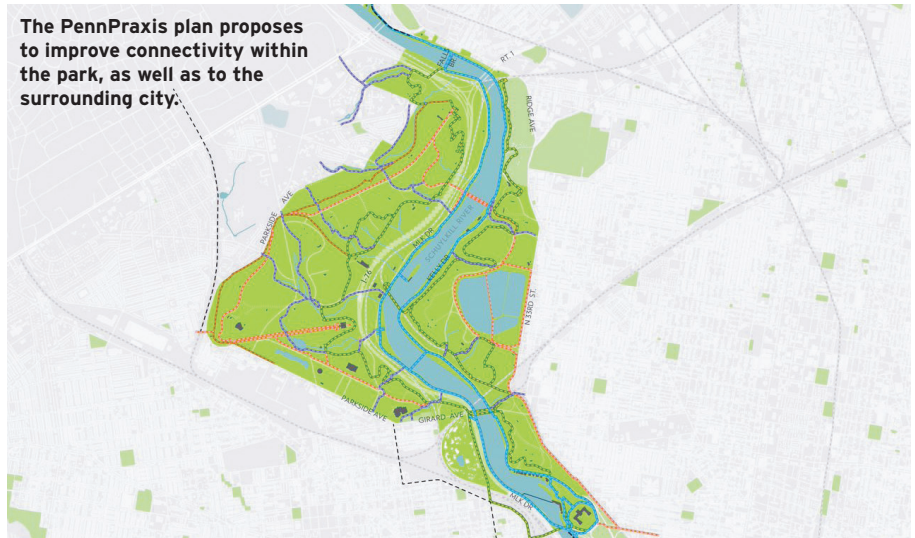 The PennPraxis plan proposes
to improve connectivity within
the park, as well as to the
surrounding city.
FALLS
BR.
RT 1
RIDGE AVE
PARKSIDE AVE
MLK DR
SCHUYLKILL RIVER
KELLY DR
I-76
N 33RD ST.
PARKSIDE AVE
GIRARD AVE
MLK DR